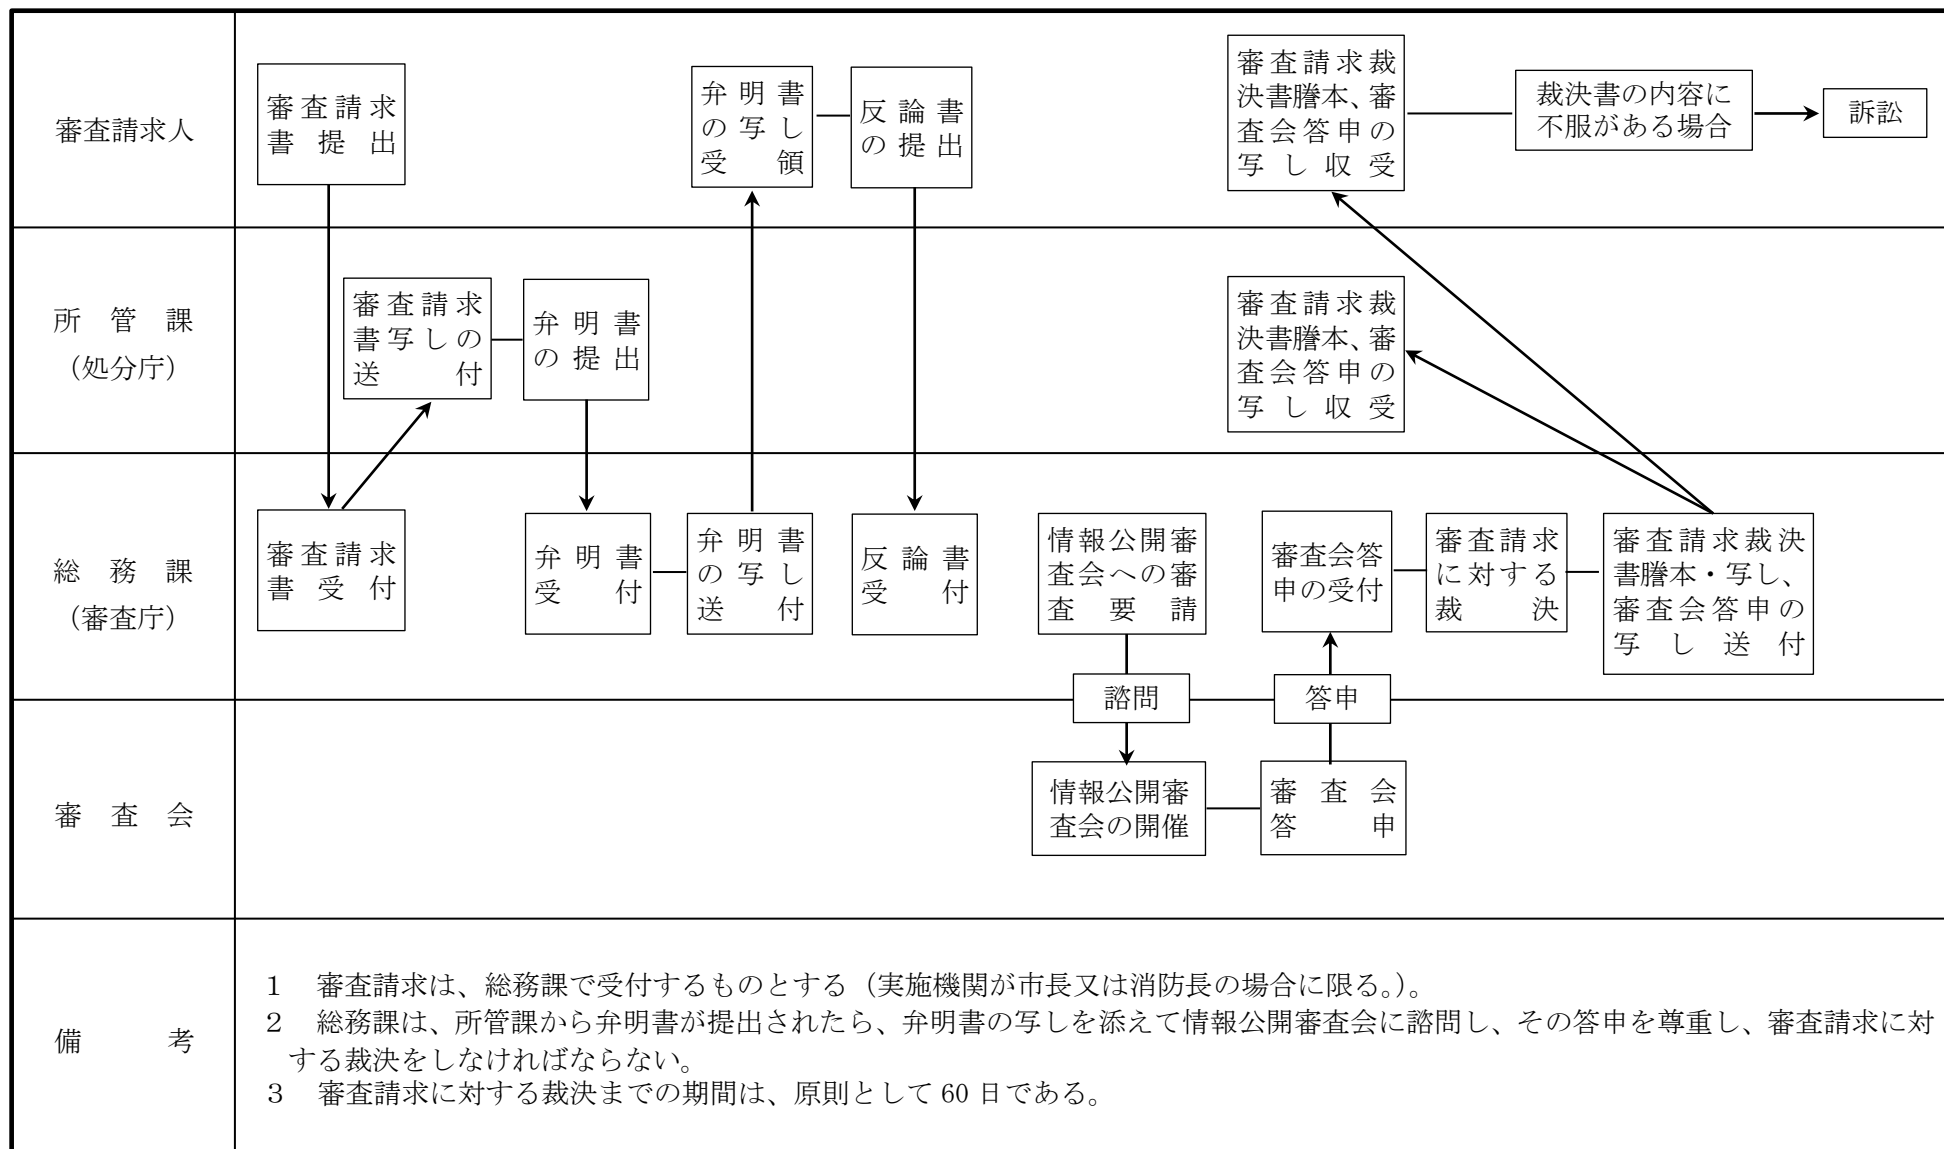 審査請求人
審査請求
書提出
弁明書
の写し
受領
反論書
の提出
審査請求裁
決書謄本、審
査会答申の
写し収受
裁決書の内容に
不服がある場合
訴訟
所管課
（処分庁）
審査請求
書写しの
送付
弁明書
の提出
審査請求裁
決書謄本、審
査会答申の
写し収受
総務課
（審査庁）
審査請求
書受付
弁明書
受付
弁明書
の写し
送付
反論書
受付
情報公開審
査会への審
査要請
審査会答
申の受付
審査請求
に対する
裁決
審査請求裁決
書謄本・写し、
審査会答申の
写し送付
諮問
答申
審査会
情報公開審
査会の開催
審査会
答申
備考
１　審査請求は、総務課で受付するものとする（実施機関が市長又は消防長の場合に限る。）。
２　総務課は、所管課から弁明書が提出されたら、弁明書の写しを添えて情報公開審査会に諮問し、その答申を尊重し、審査請求に対
する裁決をしなければならない。
３　審査請求に対する裁決までの期間は、原則として 60 日である。